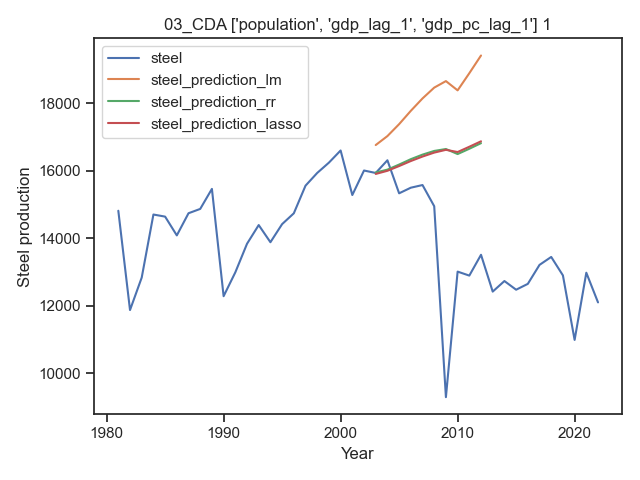 03_CDA ['population', 'gdp_lag_1', 'gdp_pc_lag_1'] 1
steel
steel_prediction_lm
steel_prediction_rr
steel_prediction_lasso
18000
16000
14000
12000
10000
Steel production
1980
1990
2000
2010
2020
Year